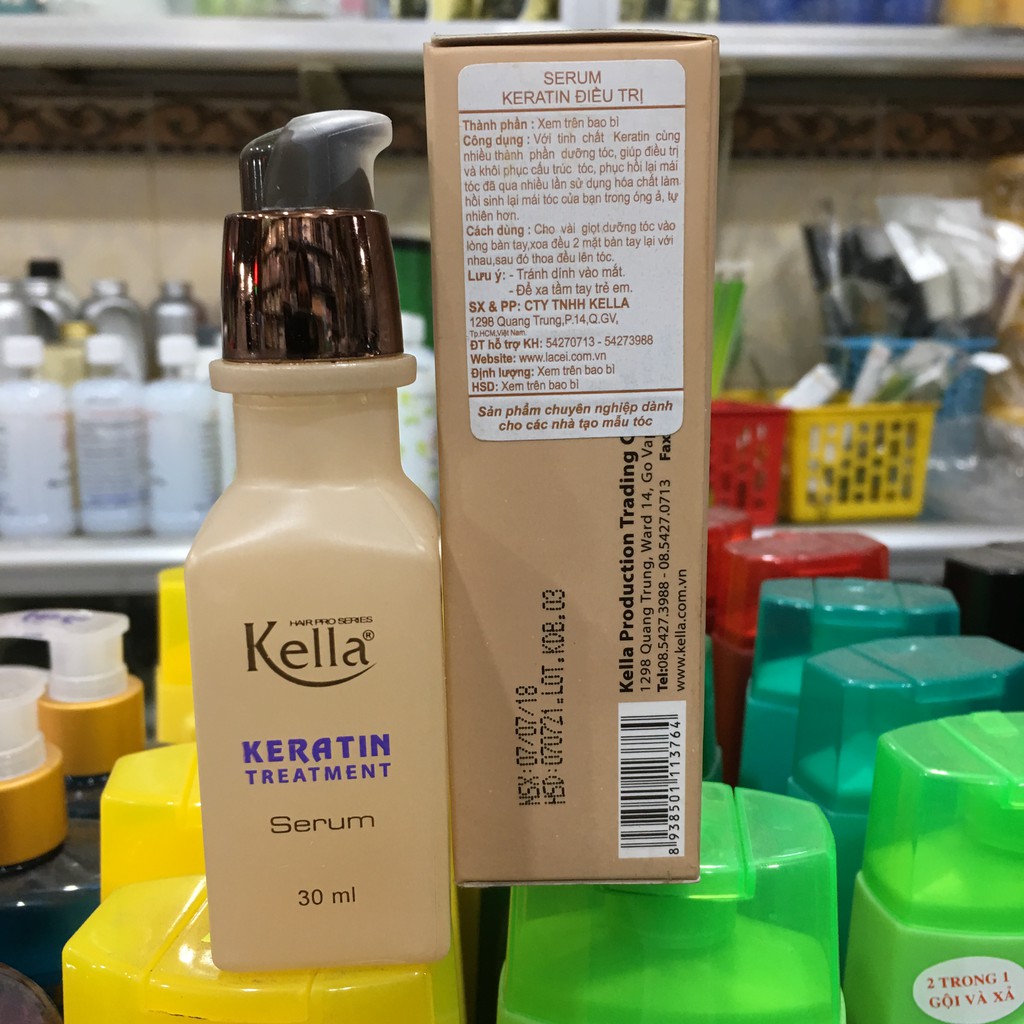 HAIR PRO SERIES
Kella®
KERATIN
TREATMENT
Serum
30 ml
SERUM
KERATIN ĐIỀU TRỊ
Thành phần : Xem trên bao bì
Công dụng : Với tinh chất Keratin cùng
nhiều thành phần dưỡng tóc, giúp điều trị
và khôi phục cấu trúc tóc, phục hồi lại mái
tóc đã qua nhiều lần sử dụng hóa chất làm
hồi sinh lại mái tóc của bạn trong óng ả, tự
nhiên hơn.
Cách dùng : Cho vài giọt dưỡng tóc vào
lòng bàn tay,xoa đều 2 mặt bàn tay lại với
nhau,sau đó thoa đều lên tóc.
Lưu ý: - Tránh dính vào mắt.
- Để xa tầm tay trẻ em.
SX & PP: CTY TNHH KELLA
1298 Quang Trung,P.14,Q.GV,
Tp.HCM,Việt Nam.
ĐT hỗ trợ KH: 54270713 - 54273988
Website: www.lacei.com.vn
Định lượng: Xem trên bao bì
HSD: Xem trên bao bì
Sản phẩm chuyên nghiệp dành
cho các nhà tạo mẫu tóc
NSX:07/07/18
HSD:070721.LOT.KDB.03
Kella Production Trading
1298 Quang Trung, Ward 14, Go
Tel:08.5427.3988 - 08.5427.0713 Fax
www.kella.com.vn
8 938501 113764
2 TRONG 1
GỘI VÀ XẢ